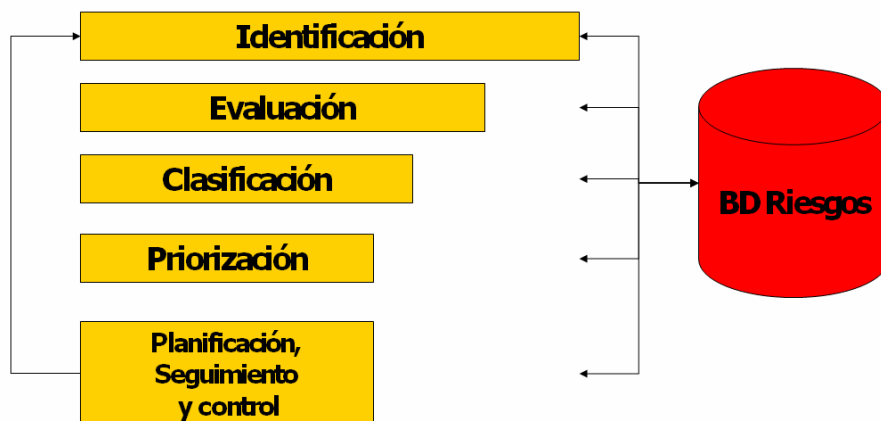 Identificación
Evaluación
Clasificación
BD Riesgos
Priorización
Planificación,
Seguimiento
y control